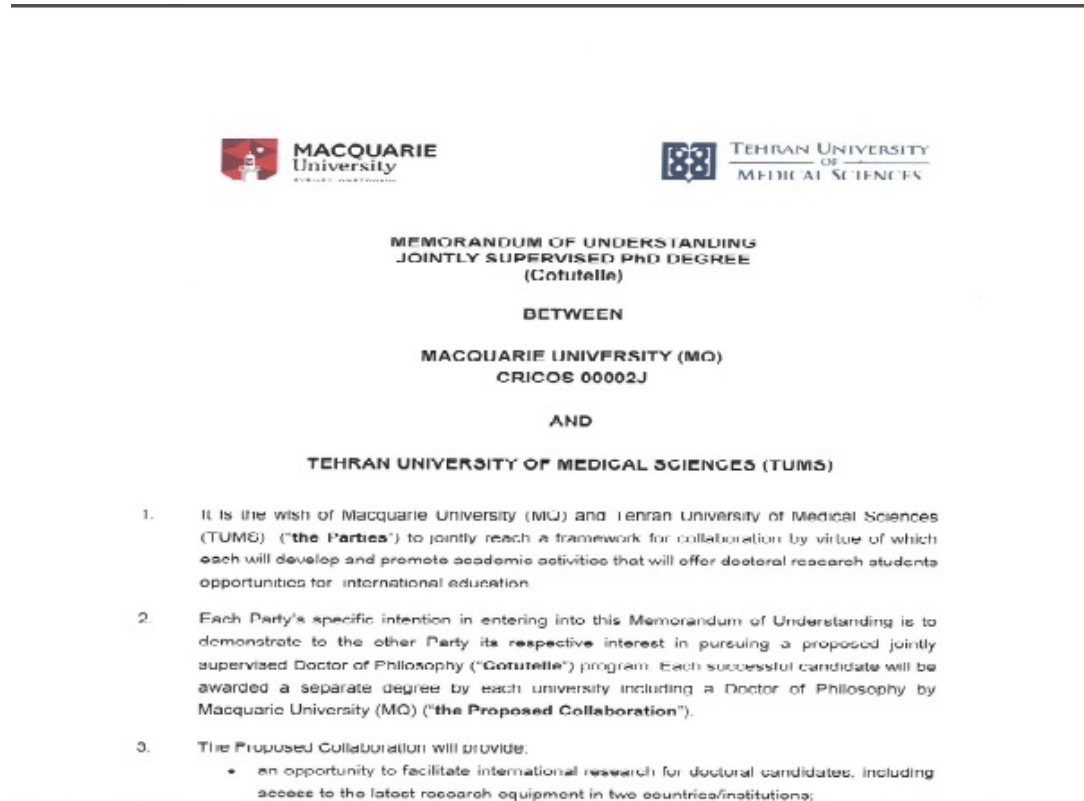 MACQUARIE
University
TEHRAN UNIVERSITY
OF
MEDICAL SCIENCES
MEMORANDUM OF UNDERSTANDING
JOINTLY SUPERVISED PhD DEGREE
(Cotutelle)
BETWEEN
MACQUARIE UNIVERSITY (MQ)
CRICOS 00002J
AND
TEHRAN UNIVERSITY OF MEDICAL SCIENCES (TUMS)
1. It is the wish of Macquarie University (MQ) and Tehran University of Medical Sciences
(TUMS) ("the Parties") to jointly reach a framework for collaboration by virtue of which
each will develop and promote academic activities that will offer doctoral research students
opportunities for international education.
2. Each Party's specific intention in entering into this Memorandum of Understanding is to
demonstrate to the other Party its respective interest in pursuing a proposed jointly
supervised Doctor of Philosophy ("Cotutelle") program. Each successful candidate will be
awarded a separate degree by each university including a Doctor of Philosophy by
Macquarie University (MQ) ("the Proposed Collaboration").
3. The Proposed Collaboration will provide:
• an opportunity to facilitate international research for doctoral candidates, including
access to the latest research equipment in two countries/institutions;